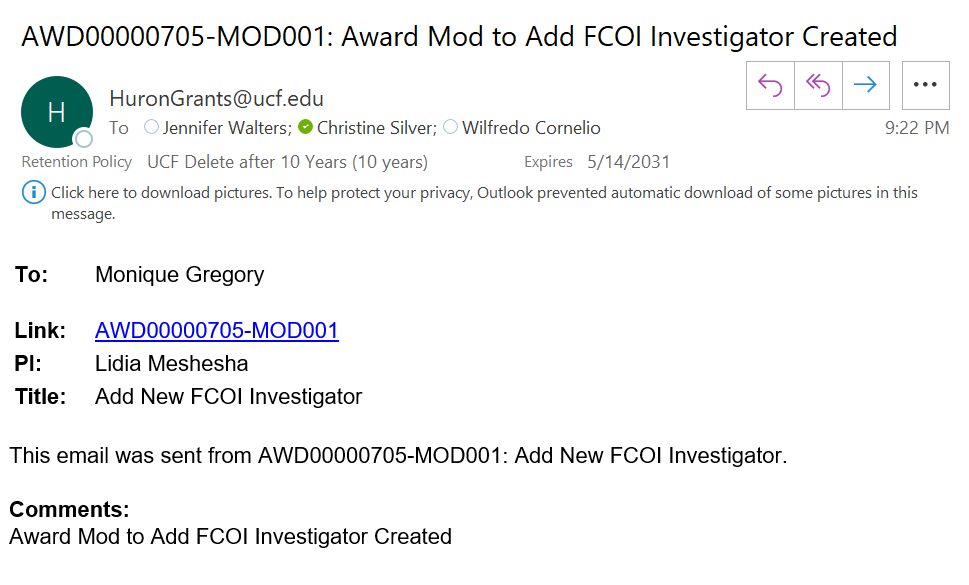 AWD00000705-MOD001: Award Mod to Add FCOI Investigator Created
H
HuronGrants@ucf.edu
To Jennifer Walters; Christine Silver; Wilfredo Cornelio
9:22 PM
Retention Policy UCF Delete after 10 Years (10 years) Expires 5/14/2031
Click here to download pictures. To help protect your privacy, Outlook prevented automatic download of some pictures in this
message.
To: Monique Gregory
Link: AWD00000705-MOD001
PI: Lidia Meshesha
Title: Add New FCOI Investigator
This email was sent from AWD00000705-MOD001: Add New FCOI Investigator.
Comments:
Award Mod to Add FCOI Investigator Created